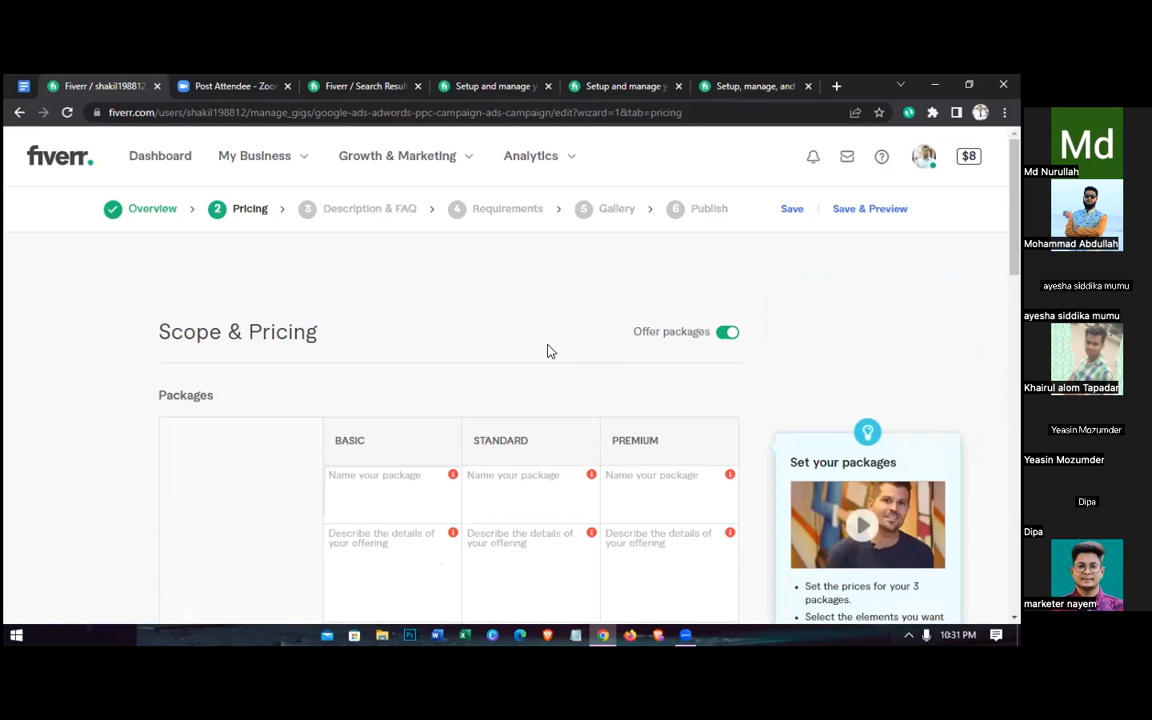 Fiverr / shakil198812
Post Attendee - Zoo
Fiverr / Search Resul
Setup and manage y
Setup and manage y
Setup, manage, and
fiverr.com/users/shakil198812/manage_gigs/google-ads-adwords-ppc-campaign-ads-campaign/edit?wizard=1&tab=pricing
fiverr.
Dashboard
My Business
Growth & Marketing
Analytics
$8
Overview
2 Pricing
3 Description & FAQ
4 Requirements
5 Gallery
6 Publish
Save
Save & Preview
Scope & Pricing
Offer packages
Packages
BASIC
STANDARD
PREMIUM
Name your package
Name your package
Name your package
Describe the details of
your offering
Describe the details of
your offering
Describe the details of
your offering
Set your packages
• Set the prices for your 3
packages.
• Select the elements you want
10:31 PM
Md
Md Nurullah
Mohammad Abdullah
ayesha siddika mumu
ayesha siddika mumu
Khairul alom Tapadar
Yeasin Mozumder
Yeasin Mozumder
Dipa
Dipa
marketer nayem